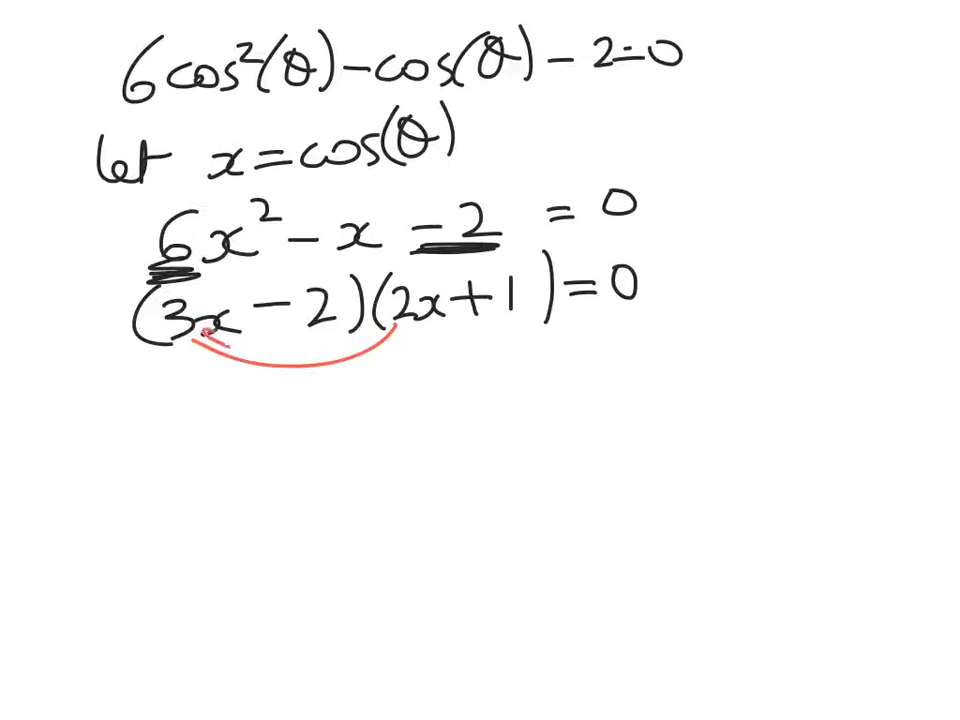 6cos²(θ)-cos(θ)-2=0
let x=cos(θ)
6x²-x-2=0
(3x-2)(2x+1)=0